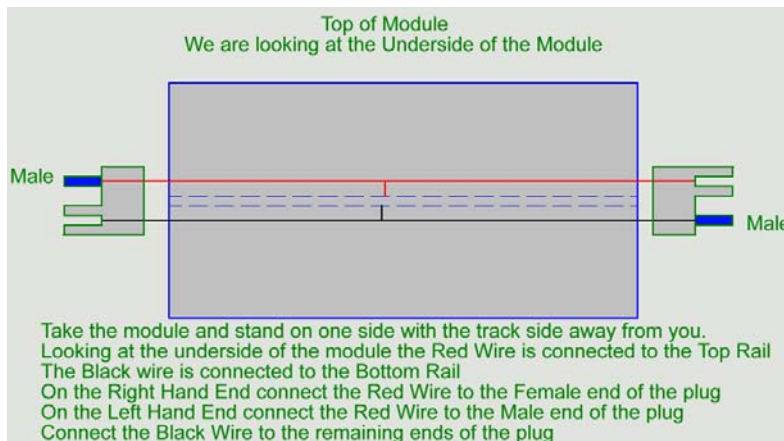 Top of Module
We are looking at the Underside of the Module
Male
Male
Take the module and stand on one side with the track side away from you.
Looking at the underside of the module the Red Wire is connected to the Top Rail
The Black wire is connected to the Bottom Rail
On the Right Hand End connect the Red Wire to the Female end of the plug
On the Left Hand End connect the Red Wire to the Male end of the plug
Connect the Black Wire to the remaining ends of the plug